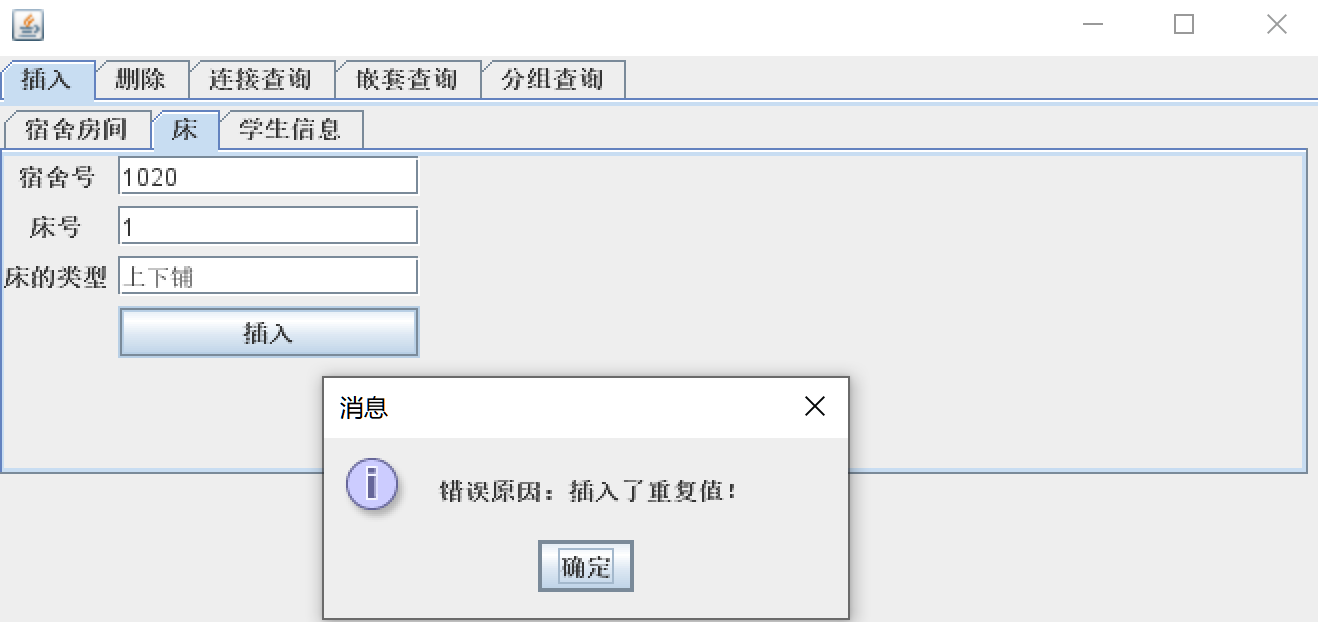 插入 删除 连接查询 嵌套查询 分组查询
宿舍房间 床 学生信息
宿舍号 1020
床号 1
床的类型 上下铺
插入
消息
错误原因：插入了重复值！
确定